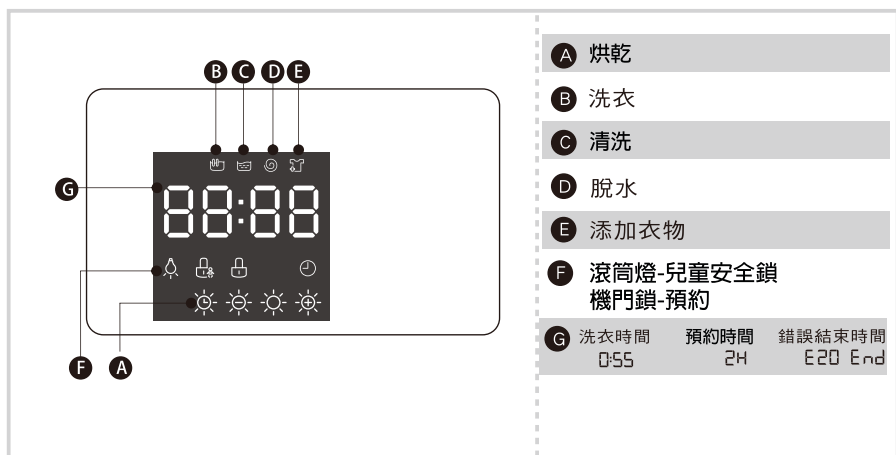 B C D E
G
88:88
F A
A 烘乾
B 洗衣
C 清洗
D 脫水
E 添加衣物
F 滾筒燈-兒童安全鎖
機門鎖-預約
G 洗衣時間 預約時間 錯誤結束時間
0:55 2H E20 End